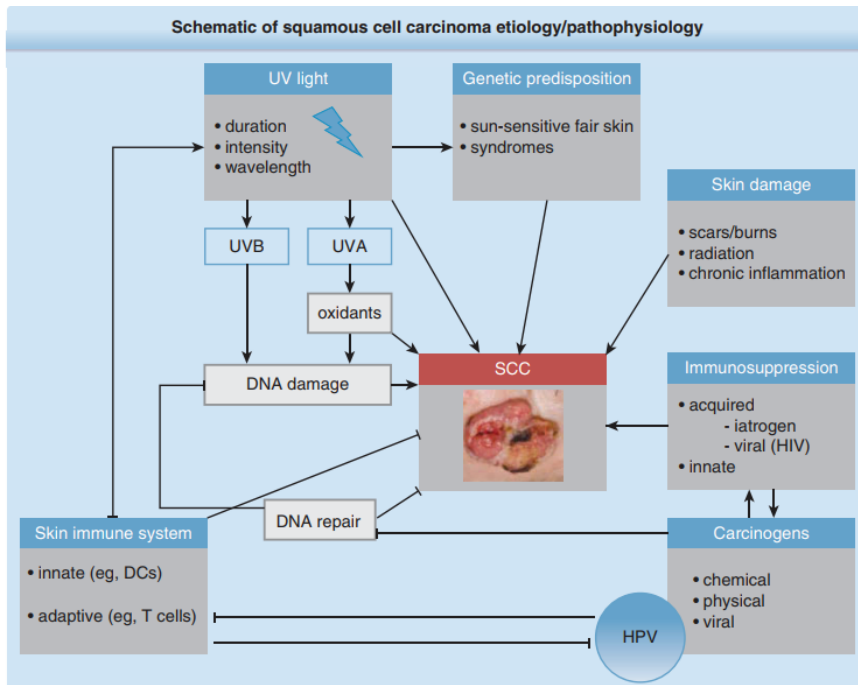 Schematic of squamous cell carcinoma etiology/pathophysiology
UV light
• duration
• intensity
• wavelength
Genetic predisposition
• sun-sensitive fair skin
• syndromes
Skin damage
• scars/burns
• radiation
• chronic inflammation
UVB
UVA
oxidants
DNA damage
SCC
Immunosuppression
• acquired
- iatrogen
- viral (HIV)
• innate
DNA repair
Skin immune system
• innate (eg, DCs)
• adaptive (eg, T cells)
Carcinogens
• chemical
• physical
• viral
HPV